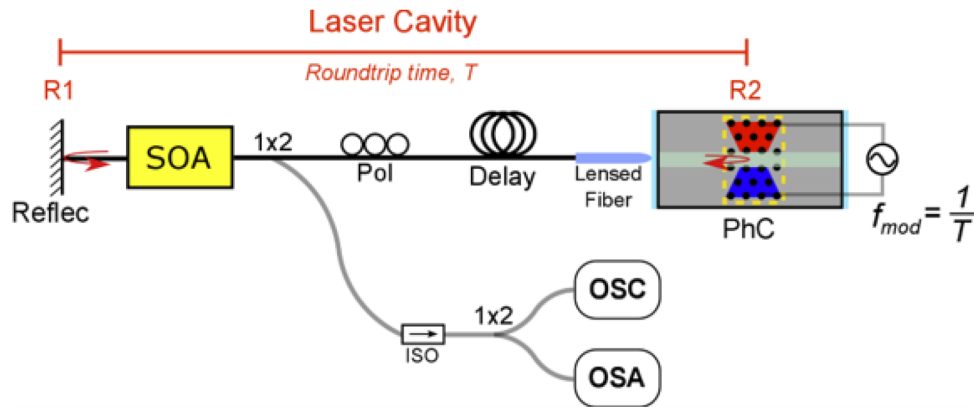 Laser Cavity
Roundtrip time, T
R1
R2
SOA
1x2
Pol
Delay
Lensed
Fiber
Reflec
PhC
f_mod = 1/T
1x2
ISO
OSC
OSA